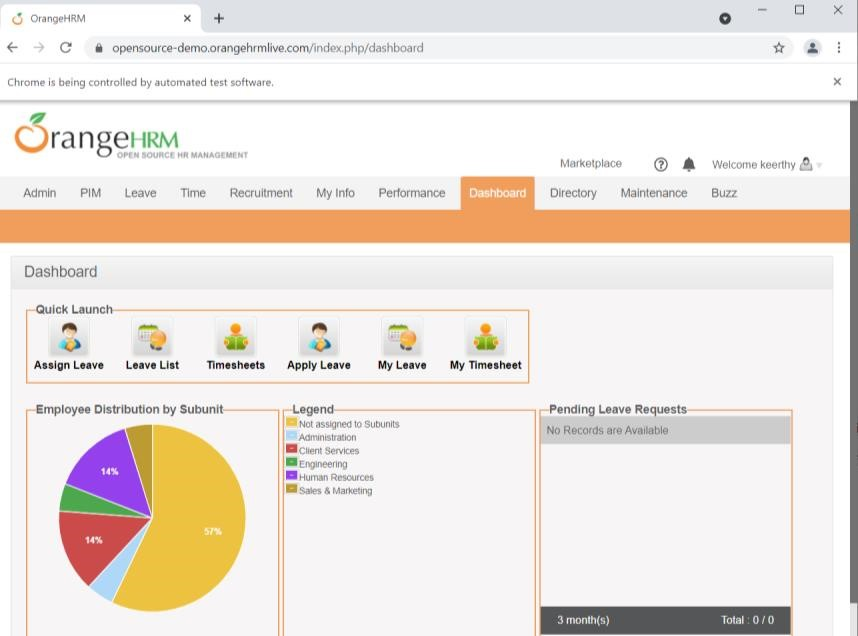 OrangeHRM
opensource-demo.orangehrmlive.com/index.php/dashboard
Chrome is being controlled by automated test software.
OrangeHRM
OPEN SOURCE HR MANAGEMENT
Marketplace ? Welcome keerthy
Admin PIM Leave Time Recruitment My Info Performance Dashboard Directory Maintenance Buzz
Dashboard
Quick Launch
Assign Leave Leave List Timesheets Apply Leave My Leave My Timesheet
Employee Distribution by Subunit
14%
14%
57%
Legend
Not assigned to Subunits
Administration
Client Services
Engineering
Human Resources
Sales & Marketing
Pending Leave Requests
No Records are Available
3 month(s) Total : 0 / 0